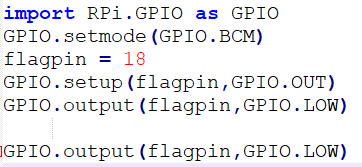 import RPi.GPIO as GPIO
GPIO.setmode(GPIO.BCM)
flagpin = 18
GPIO.setup(flagpin,GPIO.OUT)
GPIO.output(flagpin,GPIO.LOW)
GPIO.output(flagpin,GPIO.LOW)